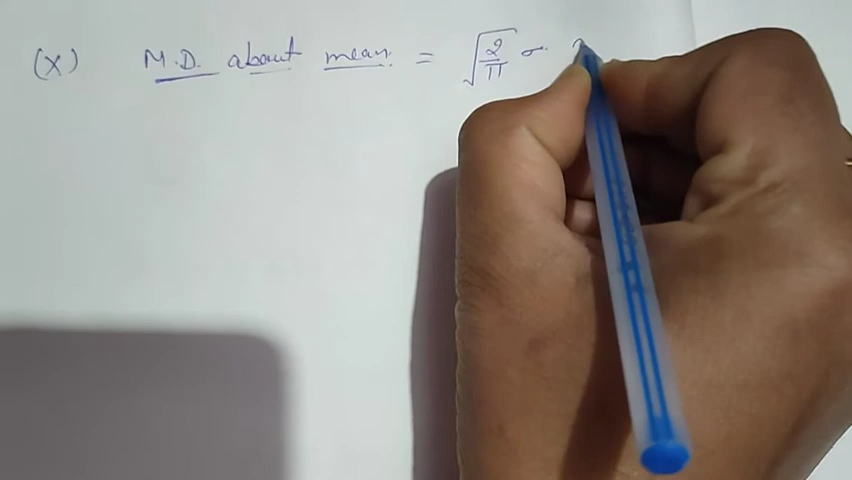 (X) M.D. about mean = √(2/π) σ